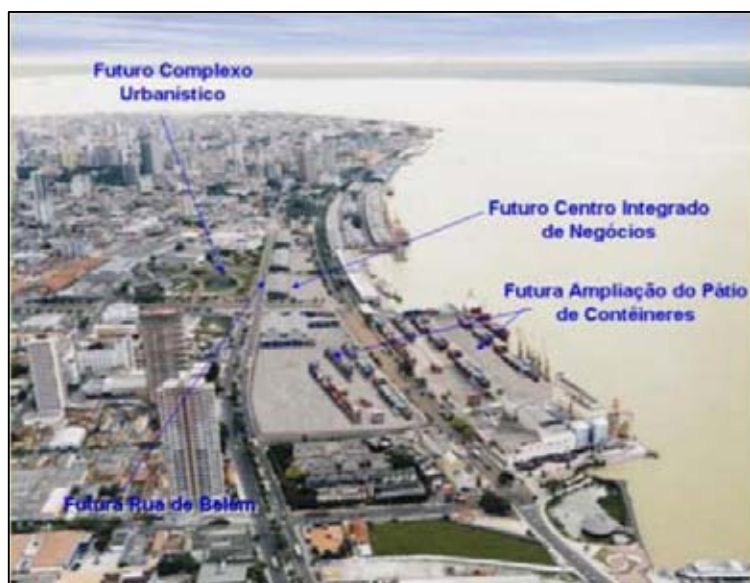 Futuro Complexo
Urbanístico
Futuro Centro Integrado
de Negócios
Futura Ampliação do Pátio
de Contêineres
Futura Rua de Belém